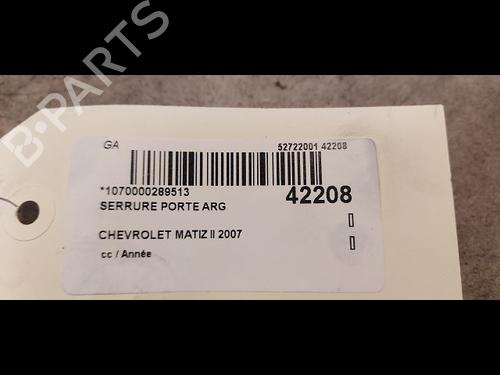 B-PARTS
GA 52722001 42208
*1070000289513 42208
SERRURE PORTE ARG
CHEVROLET MATIZ II 2007
cc / Année